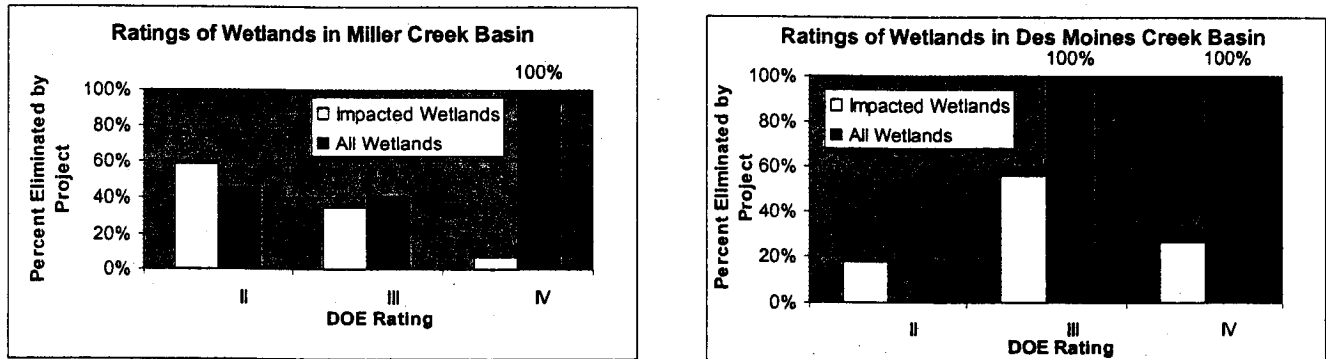 Ratings of Wetlands in Miller Creek Basin
100%
100%
80%
60%
40%
20%
0%
Percent Eliminated by
Project
Impacted Wetlands
All Wetlands
II
III
IV
DOE Rating
Ratings of Wetlands in Des Moines Creek Basin
100%
100%
100%
80%
60%
40%
20%
0%
Percent Eliminated by
Project
Impacted Wetlands
All Wetlands
II
III
IV
DOE Rating